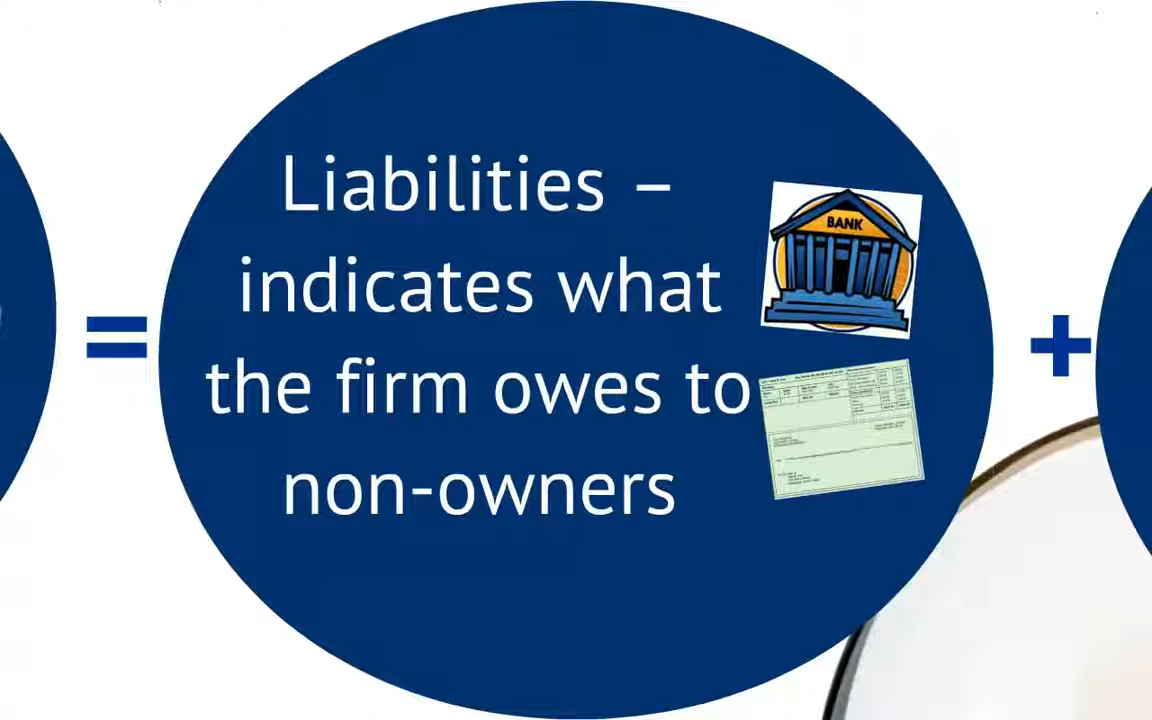 Liabilities –
indicates what
the firm owes to
non-owners
BANK
=
+